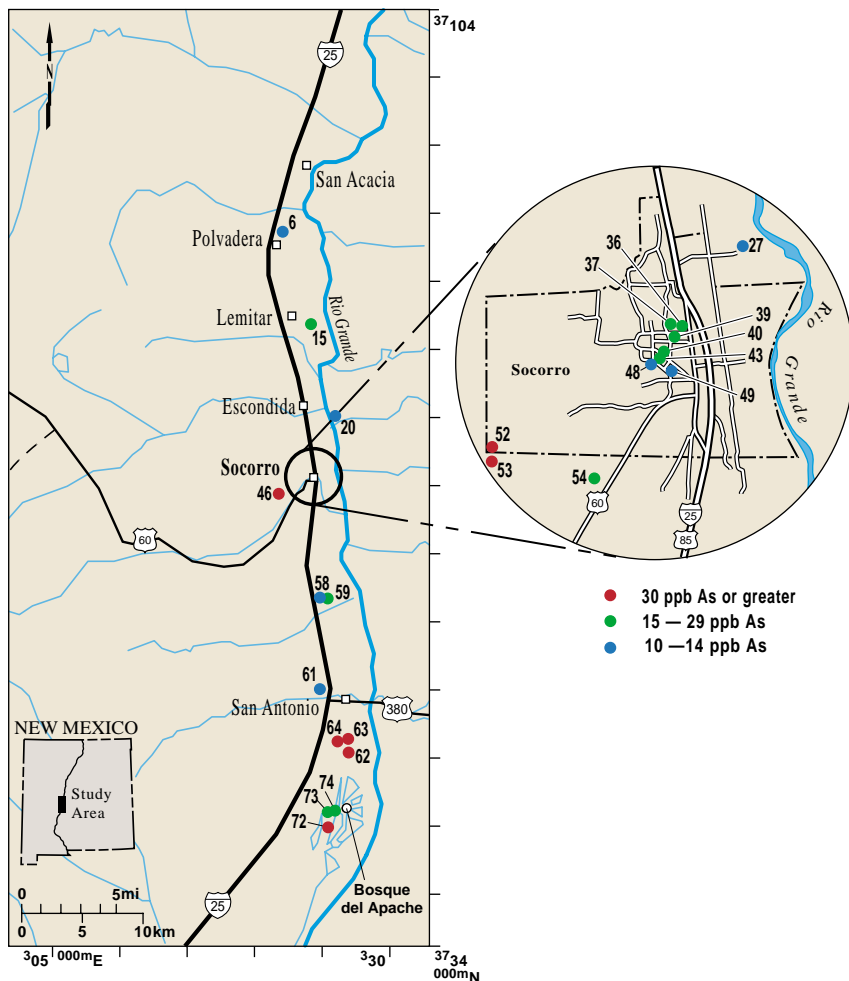 37104
N
25
San Acacia
6
Polvadera
Lemitar
15
Rio Grande
Escondida
20
Socorro
46
60
58
59
61
San Antonio
380
64
63
62
74
73
72
Bosque
del Apache
25
NEW MEXICO
Study
Area
0 5mi
0 5 10km
305 000mE
330
3734
000mN
36
37
27
39
40
43
48
49
Socorro
Rio
Grande
52
53
54
60
25
85
30 ppb As or greater
15 — 29 ppb As
10 —14 ppb As